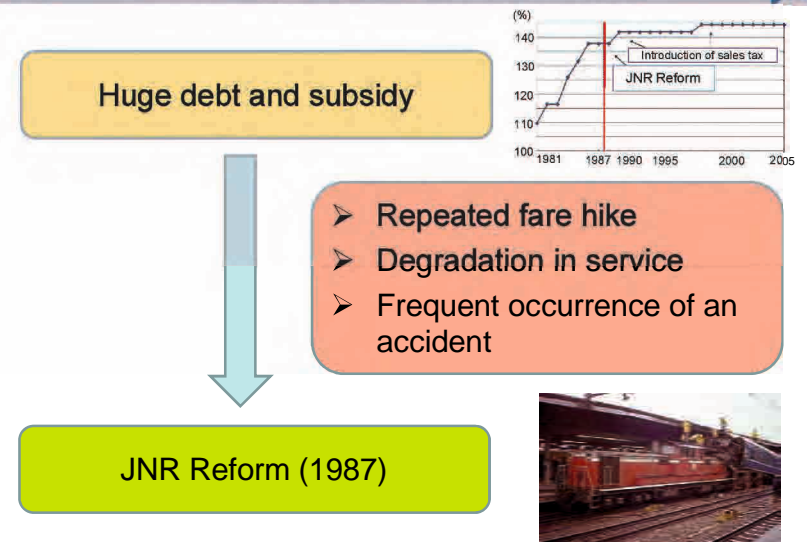 (%)
140
130
120
110
100
Introduction of sales tax
JNR Reform
1981 1987 1990 1995 2000 2005
Huge debt and subsidy
➢ Repeated fare hike
➢ Degradation in service
➢ Frequent occurrence of an
accident
JNR Reform (1987)